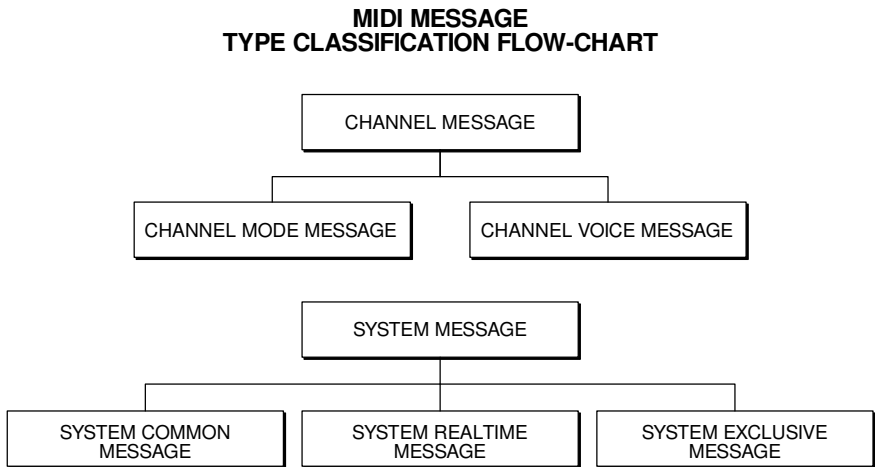 MIDI MESSAGE
TYPE CLASSIFICATION FLOW-CHART
CHANNEL MESSAGE
CHANNEL MODE MESSAGE
CHANNEL VOICE MESSAGE
SYSTEM MESSAGE
SYSTEM COMMON
MESSAGE
SYSTEM REALTIME
MESSAGE
SYSTEM EXCLUSIVE
MESSAGE